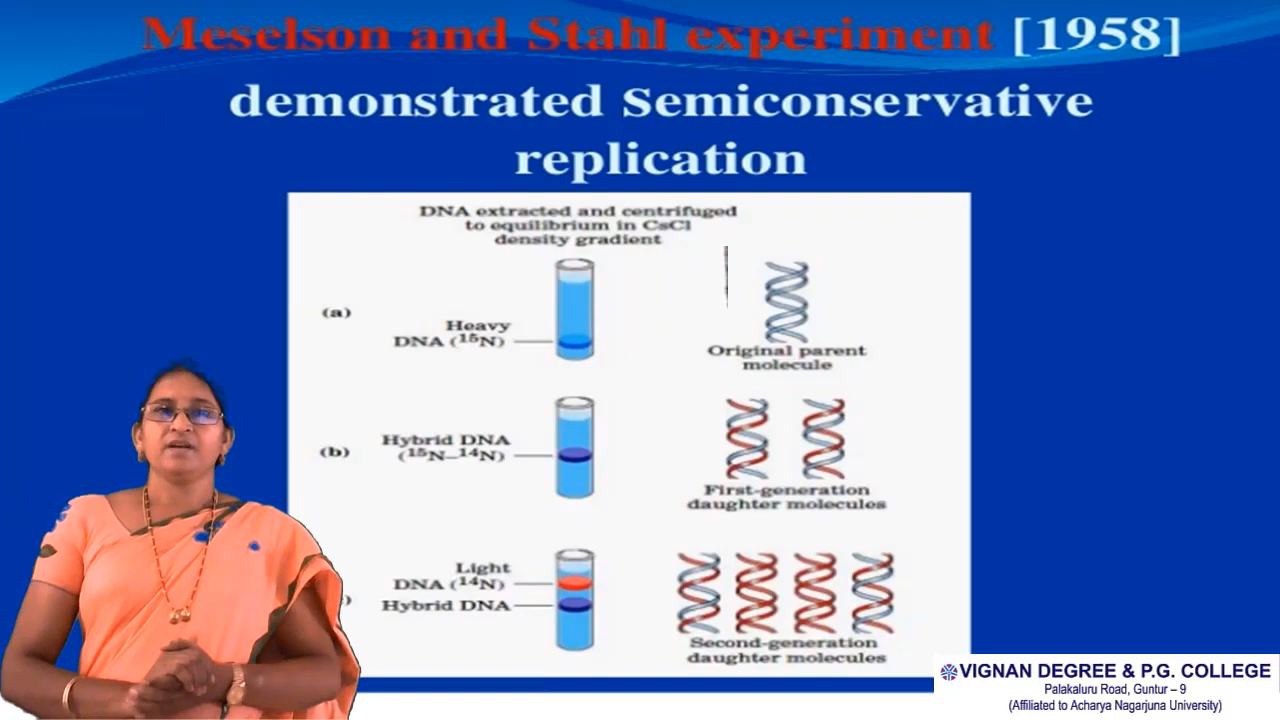 Meselson and Stahl experiment [1958]
demonstrated Semiconservative
replication
DNA extracted and centrifuged
to equilibrium in CsCl
density gradient
(a)
Heavy
DNA (¹⁵N)
Original parent
molecule
(b)
Hybrid DNA
(¹⁵N–¹⁴N)
First-generation
daughter molecules
Light
DNA (¹⁴N)
Hybrid DNA
Second-generation
daughter molecules
VIGNAN DEGREE & P.G. COLLEGE
Palakaluru Road, Guntur – 9
(Affiliated to Acharya Nagarjuna University)